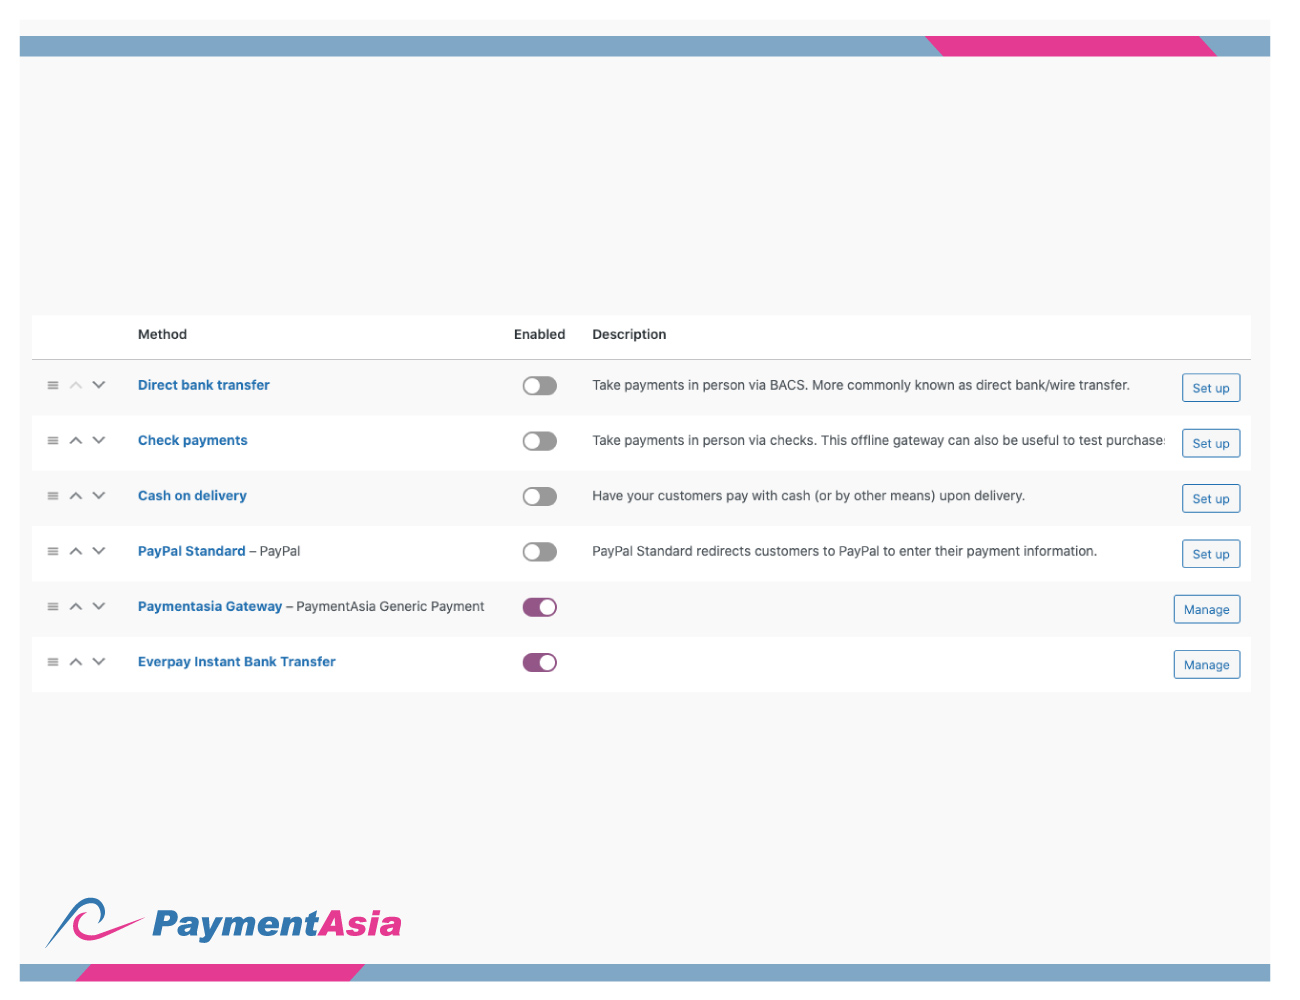 Method Enabled Description
Direct bank transfer Take payments in person via BACS. More commonly known as direct bank/wire transfer. Set up
Check payments Take payments in person via checks. This offline gateway can also be useful to test purchase Set up
Cash on delivery Have your customers pay with cash (or by other means) upon delivery. Set up
PayPal Standard – PayPal PayPal Standard redirects customers to PayPal to enter their payment information. Set up
Paymentasia Gateway – PaymentAsia Generic Payment Manage
Everpay Instant Bank Transfer Manage
PaymentAsia